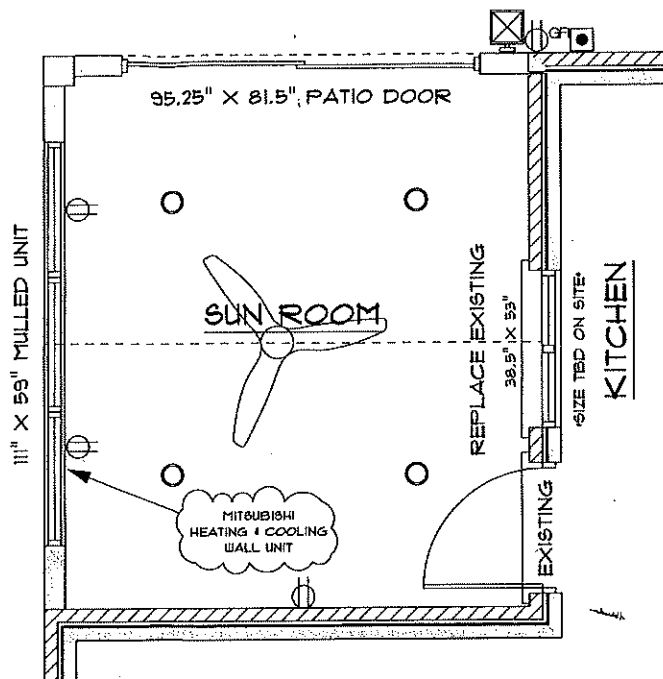 GFI
95.25" X 81.5", PATIO DOOR
111" X 59" MULLED UNIT
SUN ROOM
REPLACE EXISTING
38.5" X 53"
*SIZE TBD ON SITE*
KITCHEN
MITSUBISHI
HEATING & COOLING
WALL UNIT
EXISTING